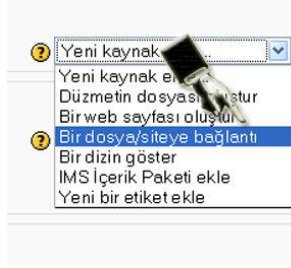 Yeni kaynak
Yeni kaynak
Düzmetin dosyası
Bir web sayfası oluştur
Bir dosya/siteye bağlantı
Bir dizin göster
IMS İçerik Paketi ekle
Yeni bir etiket ekle